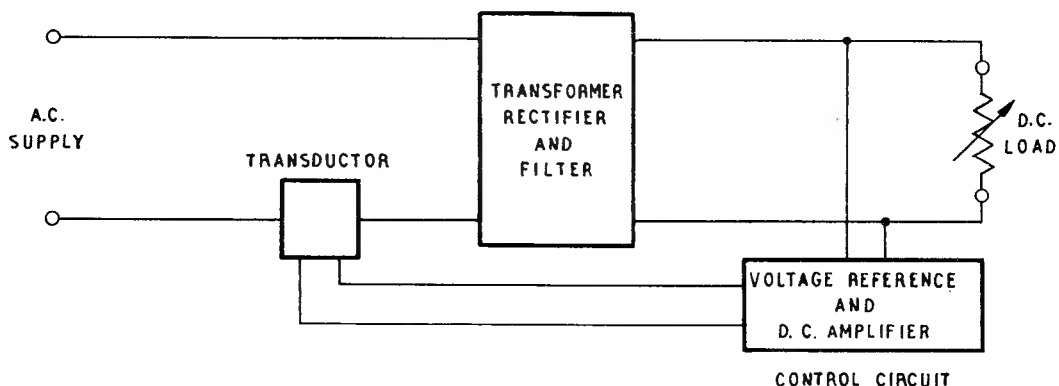 A.C.
SUPPLY
TRANSDUCTOR
TRANSFORMER
RECTIFIER
AND
FILTER
D.C.
LOAD
VOLTAGE REFERENCE
AND
D. C. AMPLIFIER
CONTROL CIRCUIT